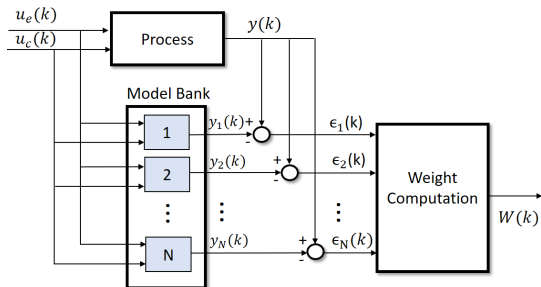 u_e(k)
u_c(k)
Process
y(k)
Model Bank
1
y_1(k)
+
-
ϵ_1(k)
2
y_2(k)
+
-
ϵ_2(k)
Weight
Computation
W(k)
⋮ ⋮ ⋮
N
y_N(k)
+
-
ϵ_N(k)